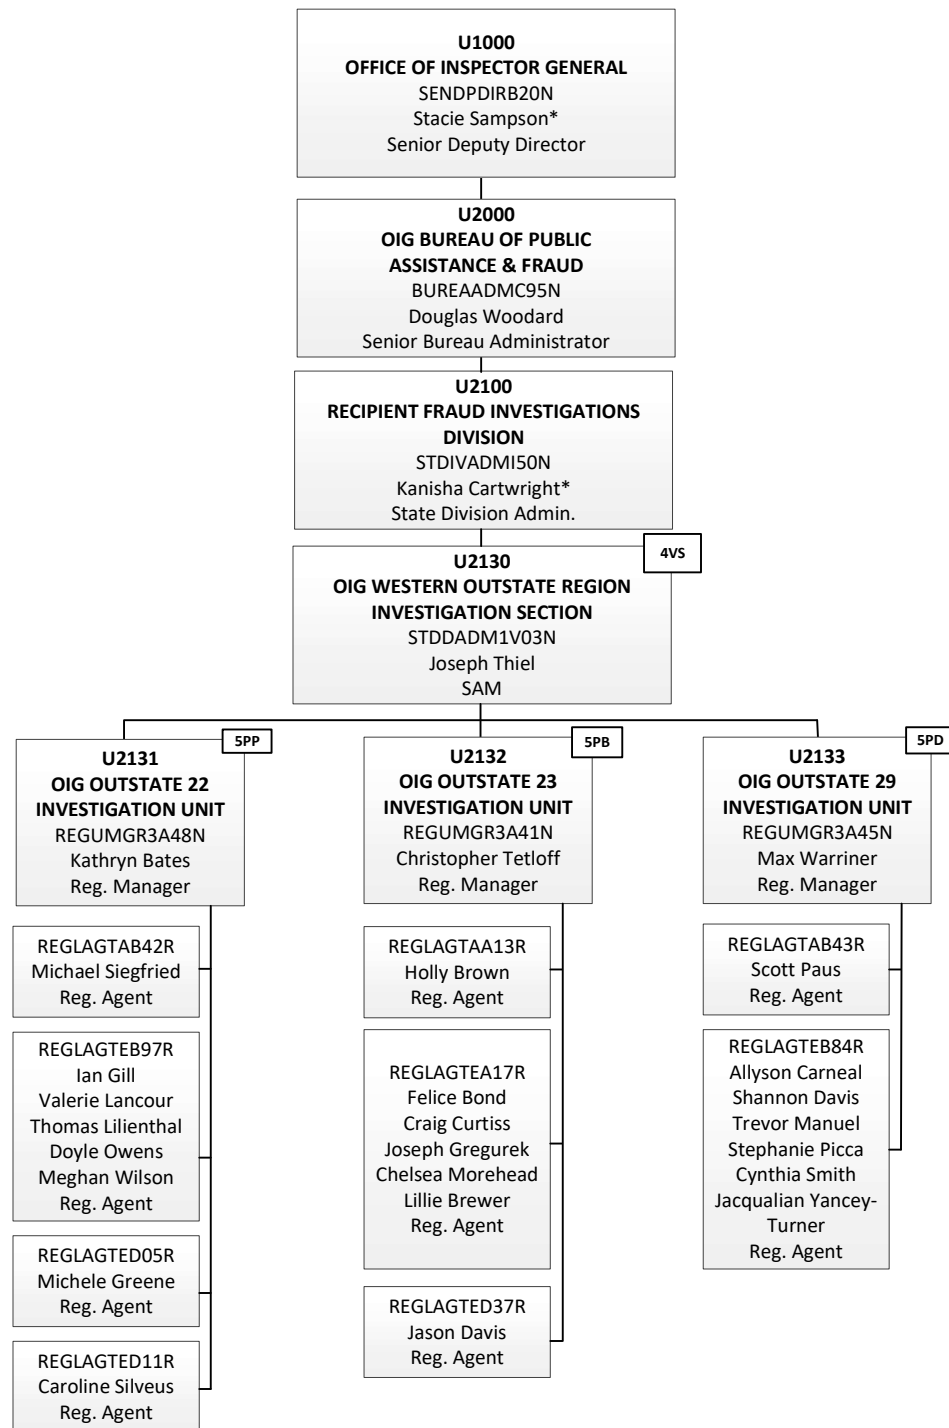 U1000
OFFICE OF INSPECTOR GENERAL
SENDPDIRB20N
Stacie Sampson*
Senior Deputy Director
U2000
OIG BUREAU OF PUBLIC
ASSISTANCE & FRAUD
BUREAADMC95N
Douglas Woodard
Senior Bureau Administrator
U2100
RECIPIENT FRAUD INVESTIGATIONS
DIVISION
STDIVADMI50N
Kanisha Cartwright*
State Division Admin.
4VS
U2130
OIG WESTERN OUTSTATE REGION
INVESTIGATION SECTION
STDDADM1V03N
Joseph Thiel
SAM
5PP
U2131
OIG OUTSTATE 22
INVESTIGATION UNIT
REGUMGR3A48N
Kathryn Bates
Reg. Manager
REGLAGTAB42R
Michael Siegfried
Reg. Agent
REGLAGTEB97R
Ian Gill
Valerie Lancour
Thomas Lilienthal
Doyle Owens
Meghan Wilson
Reg. Agent
REGLAGTED05R
Michele Greene
Reg. Agent
REGLAGTED11R
Caroline Silveus
Reg. Agent
5PB
U2132
OIG OUTSTATE 23
INVESTIGATION UNIT
REGUMGR3A41N
Christopher Tetloff
Reg. Manager
REGLAGTAA13R
Holly Brown
Reg. Agent
REGLAGTEA17R
Felice Bond
Craig Curtiss
Joseph Gregurek
Chelsea Morehead
Lillie Brewer
Reg. Agent
REGLAGTED37R
Jason Davis
Reg. Agent
5PD
U2133
OIG OUTSTATE 29
INVESTIGATION UNIT
REGUMGR3A45N
Max Warriner
Reg. Manager
REGLAGTAB43R
Scott Paus
Reg. Agent
REGLAGTEB84R
Allyson Carneal
Shannon Davis
Trevor Manuel
Stephanie Picca
Cynthia Smith
Jacqualian Yancey-
Turner
Reg. Agent